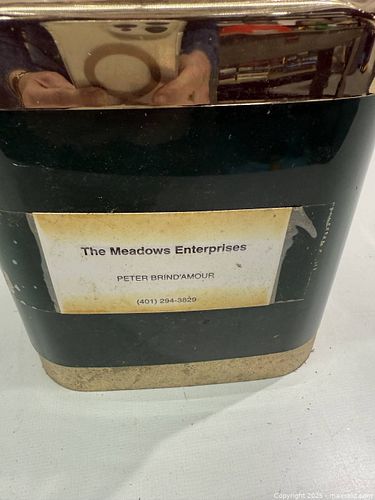 The Meadows Enterprises
PETER BRIND'AMOUR
(401) 294-3829
Copyright 2025 - maxsold.com